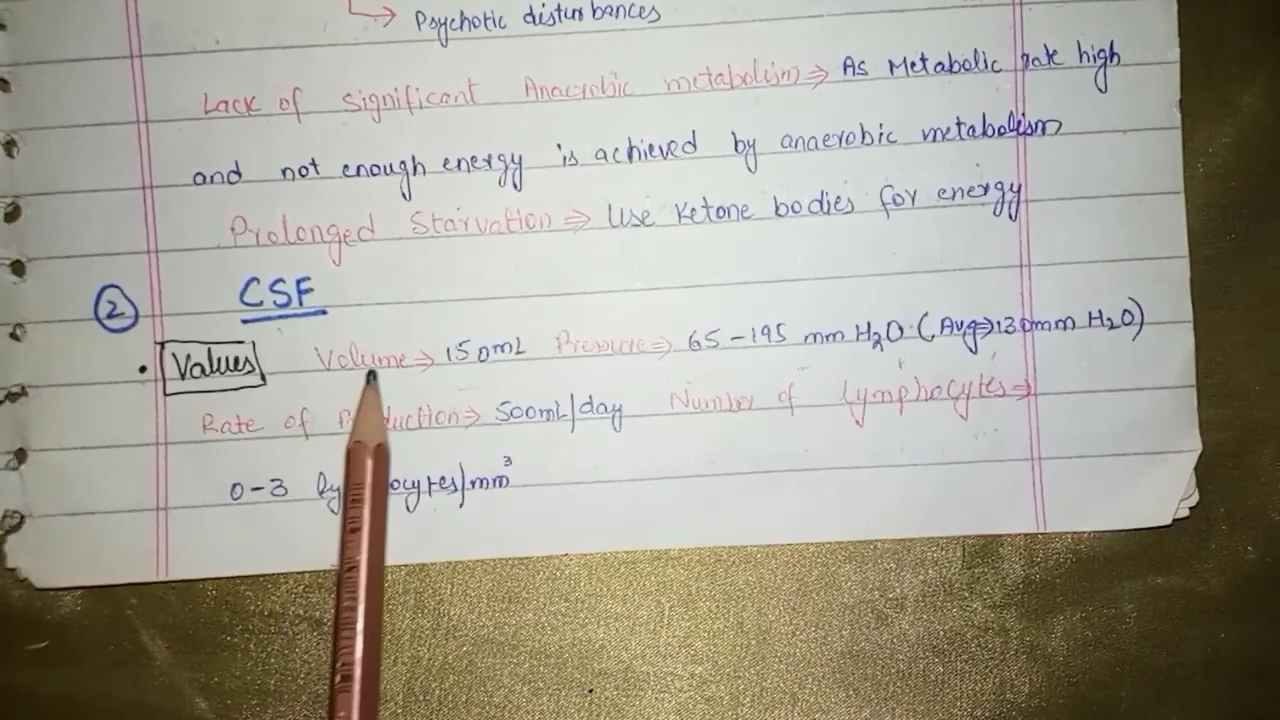 Psychotic disturbances
Lack of significant Anaerobic metabolism ⇒ As Metabolic rate high
and not enough energy is achieved by anaerobic metabolism
Prolonged Starvation ⇒ Use Ketone bodies for energy
② CSF
• Values Volume ⇒ 150mL Pressure ⇒ 65-195 mm H₂O (Avg ⇒ 130mm H₂O)
Rate of ⇒ 500mL/day Number of lymphocytes ⇒
0-3 /mm³